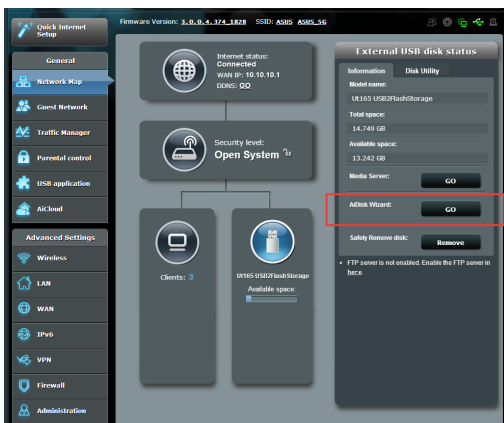 Quick Internet
Setup
Firmware Version: 3.0.0.4.374_1828 SSID: ASUS ASUS_5G
General
Network Map
Guest Network
Traffic Manager
Parental control
USB application
AiCloud
Advanced Settings
Wireless
LAN
WAN
IPv6
VPN
Firewall
Administration
Internet status:
Connected
WAN IP: 10.10.10.1
DDNS: GO
Security level:
Open System
Clients: 3
Ut165 USB2FlashStorage
Available space:
External USB disk status
Information Disk Utility
Model name:
Ut165 USB2FlashStorage
Total space:
14.749 GB
Available space:
13.242 GB
Media Server: GO
AiDisk Wizard: GO
Safely Remove disk: Remove
• FTP server is not enabled. Enable the FTP server in
here.